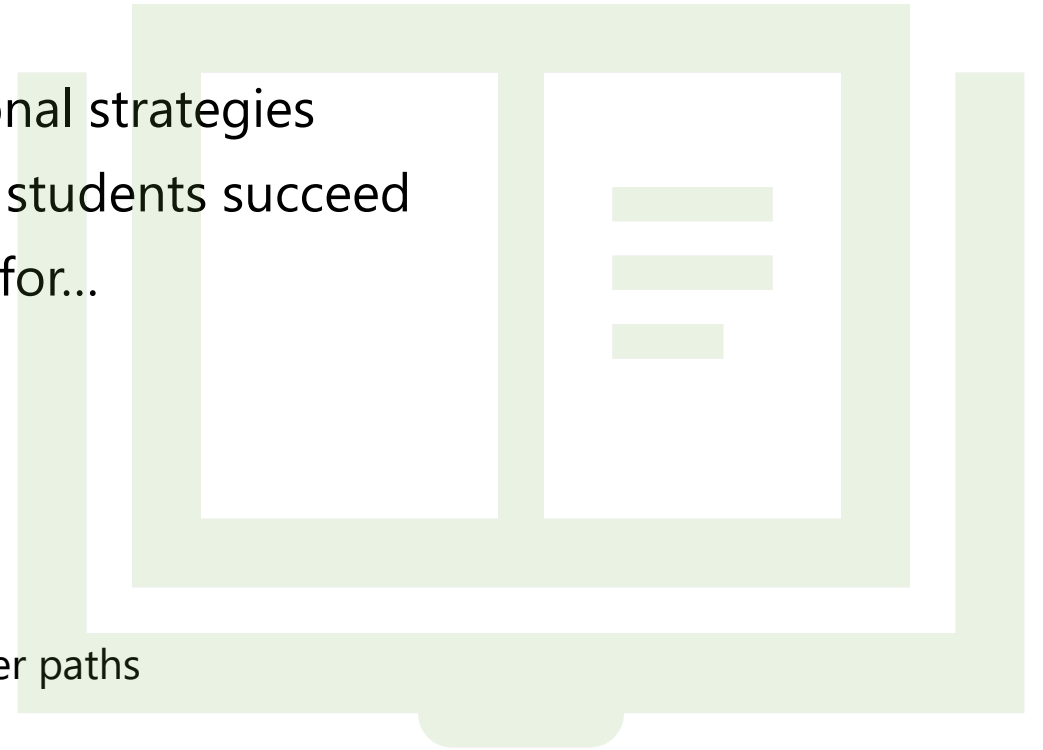 onal strategies
students succeed
for...
er paths